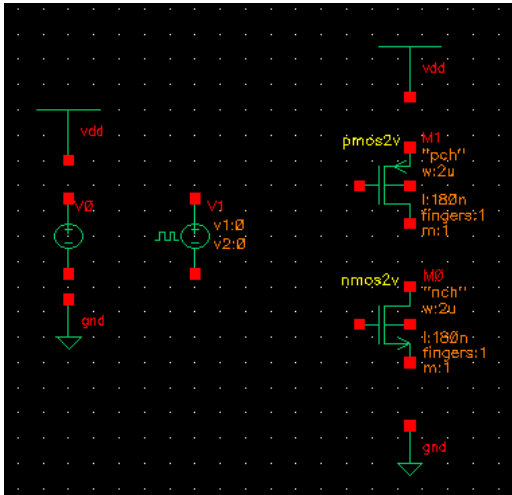 vdd
V0
gnd
V1
v1:0
v2:0
vdd
pmos2v
M1
"pch"
w:2u
l:180n
fingers:1
m:1
nmos2v
M0
"nch"
w:2u
l:180n
fingers:1
m:1
gnd